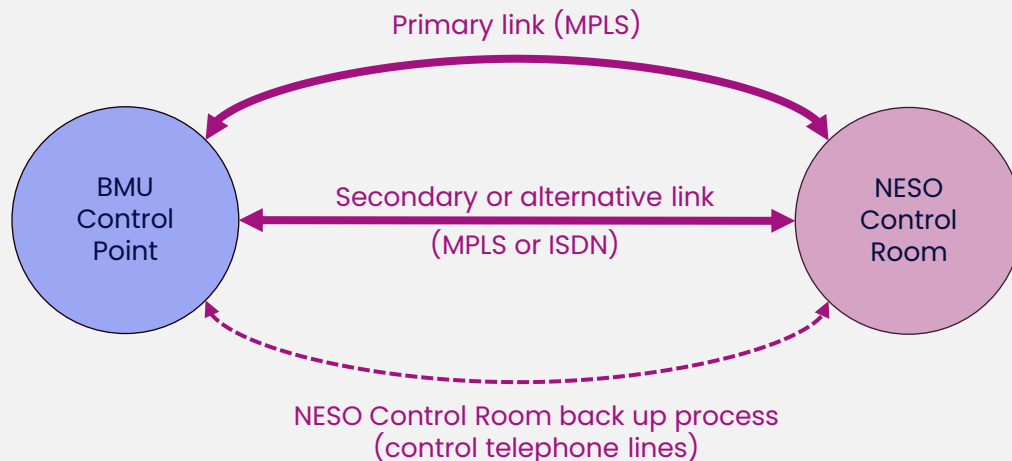 Primary link (MPLS)
BMU
Control
Point
Secondary or alternative link
(MPLS or ISDN)
NESO
Control
Room
NESO Control Room back up process
(control telephone lines)